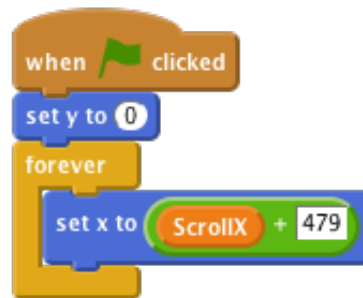 when clicked
set y to 0
forever
set x to ScrollX + 479